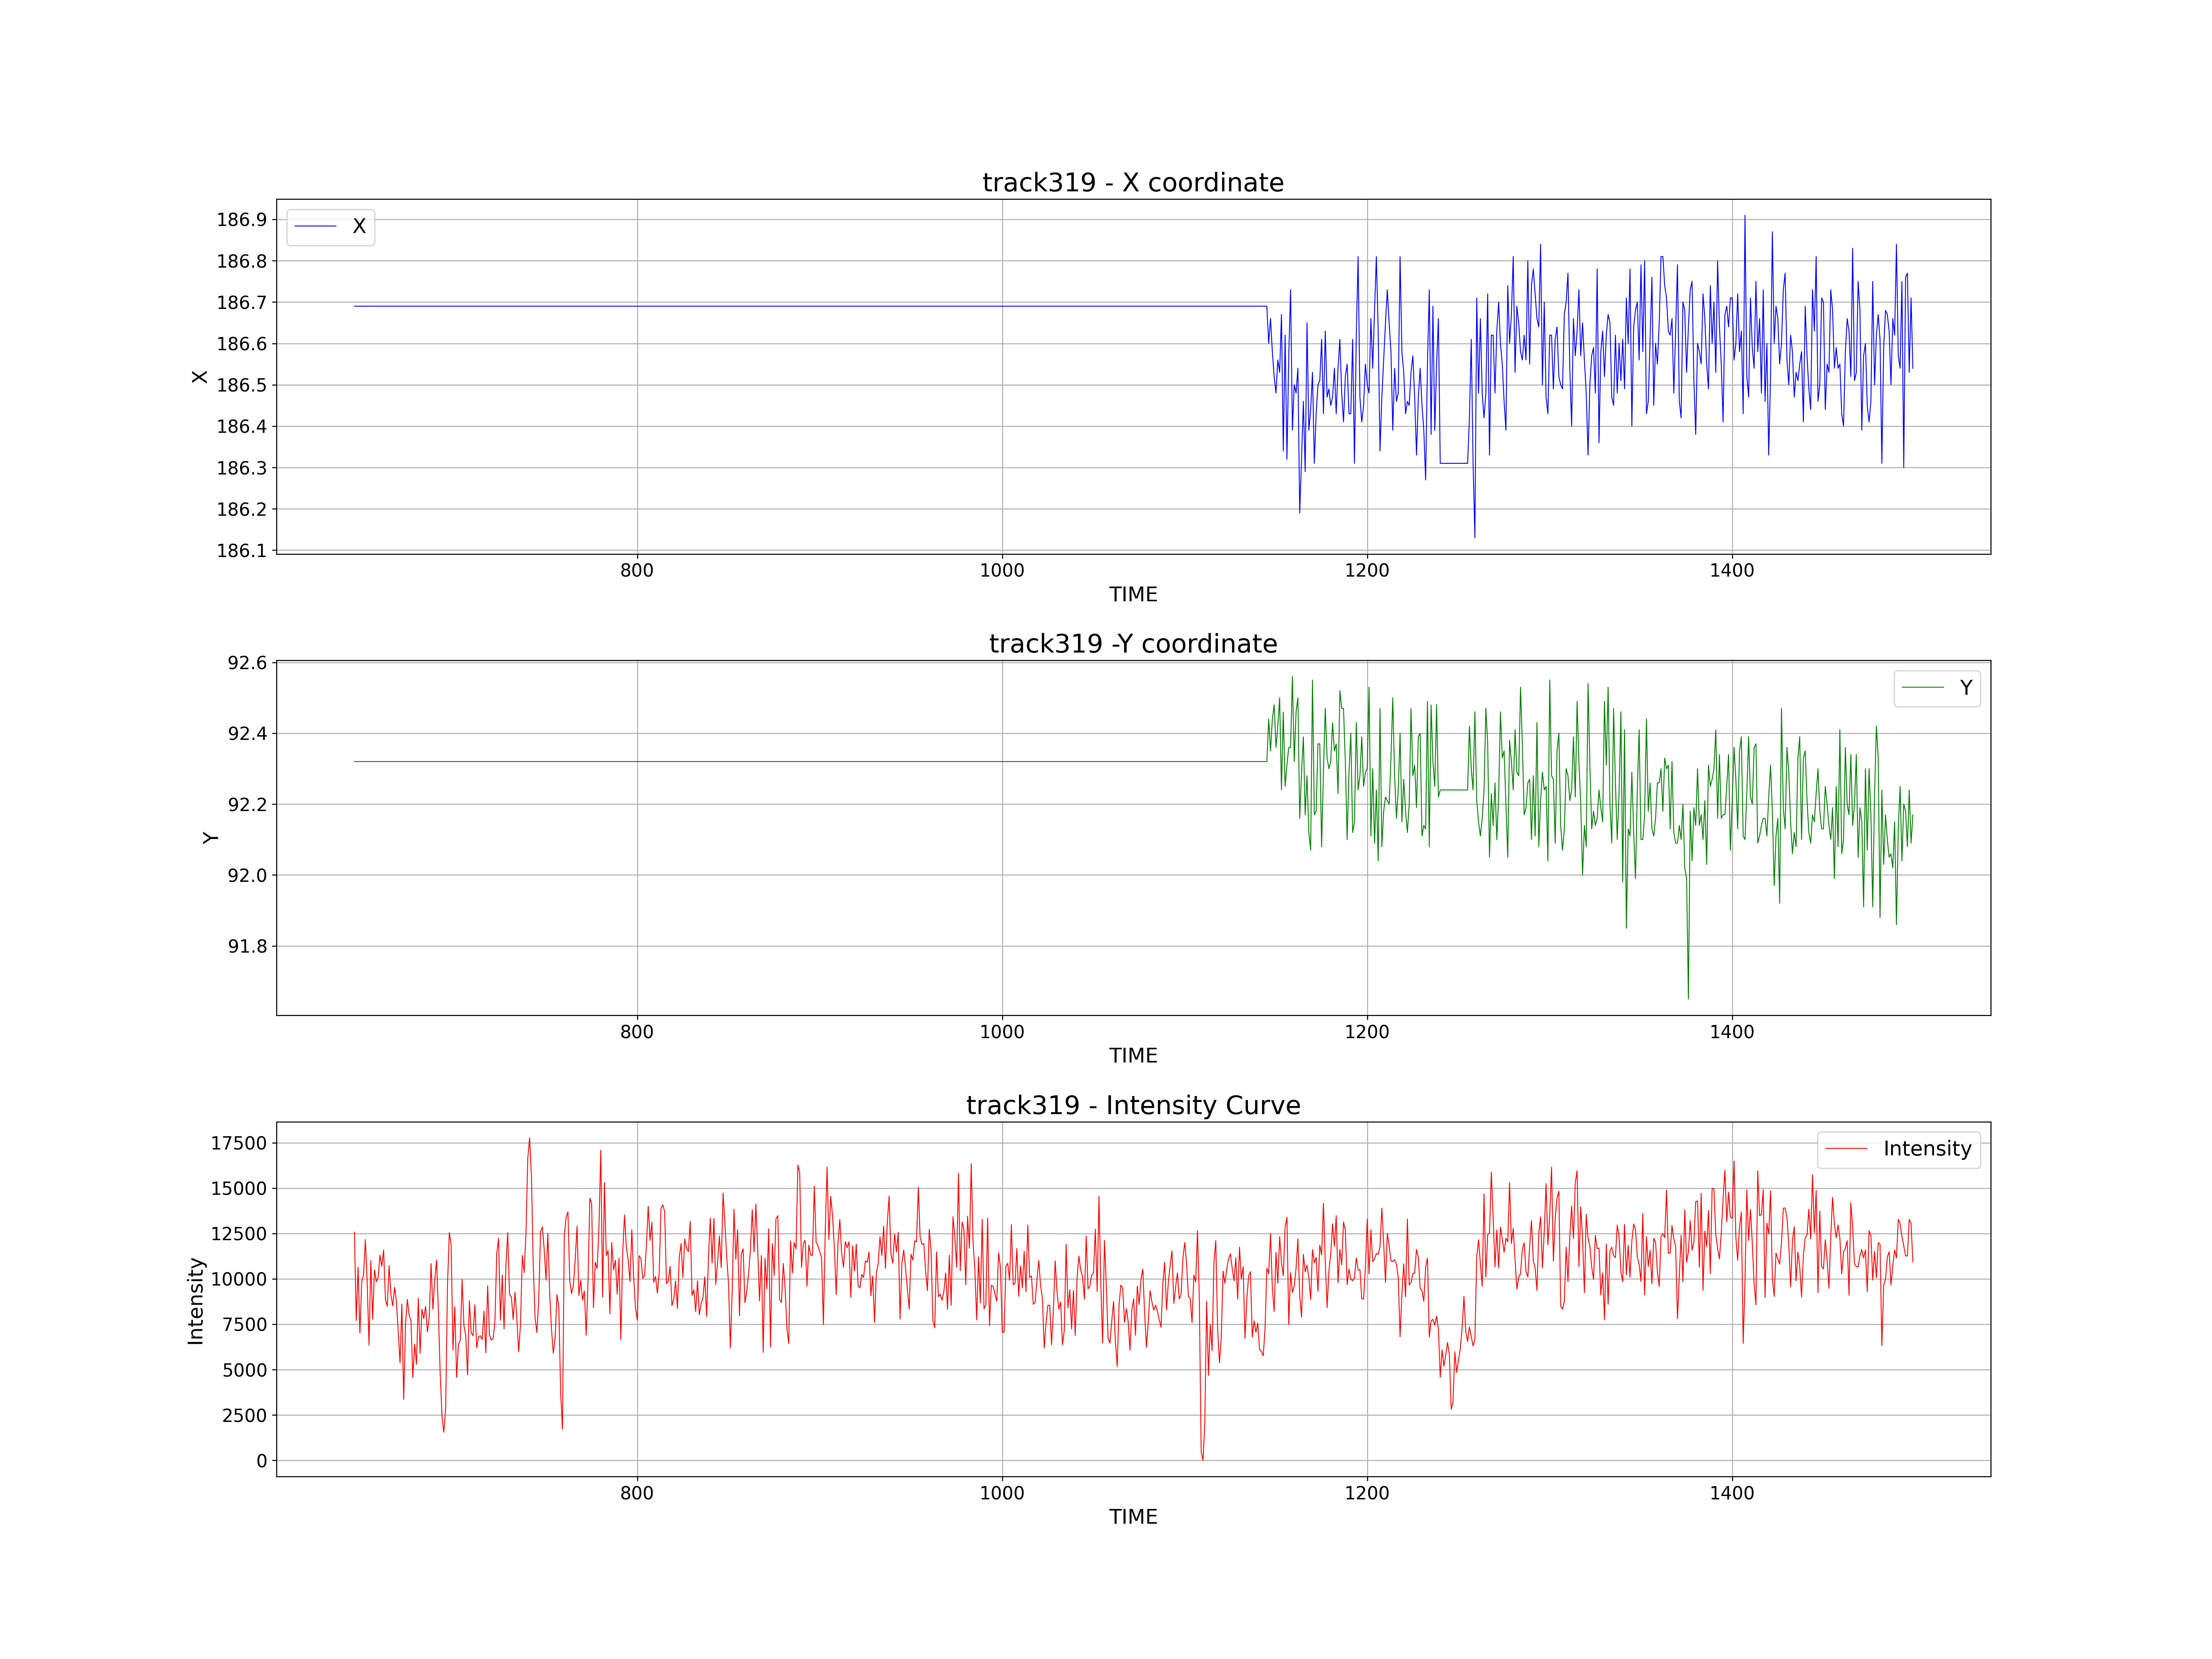 track319 - X coordinate
186.9
186.8
186.7
186.6
186.5
186.4
186.3
186.2
186.1
X
X
800 1000 1200 1400
TIME
track319 -Y coordinate
92.6
92.4
92.2
92.0
91.8
Y
Y
800 1000 1200 1400
TIME
track319 - Intensity Curve
17500
15000
12500
10000
7500
5000
2500
0
Intensity
Intensity
800 1000 1200 1400
TIME